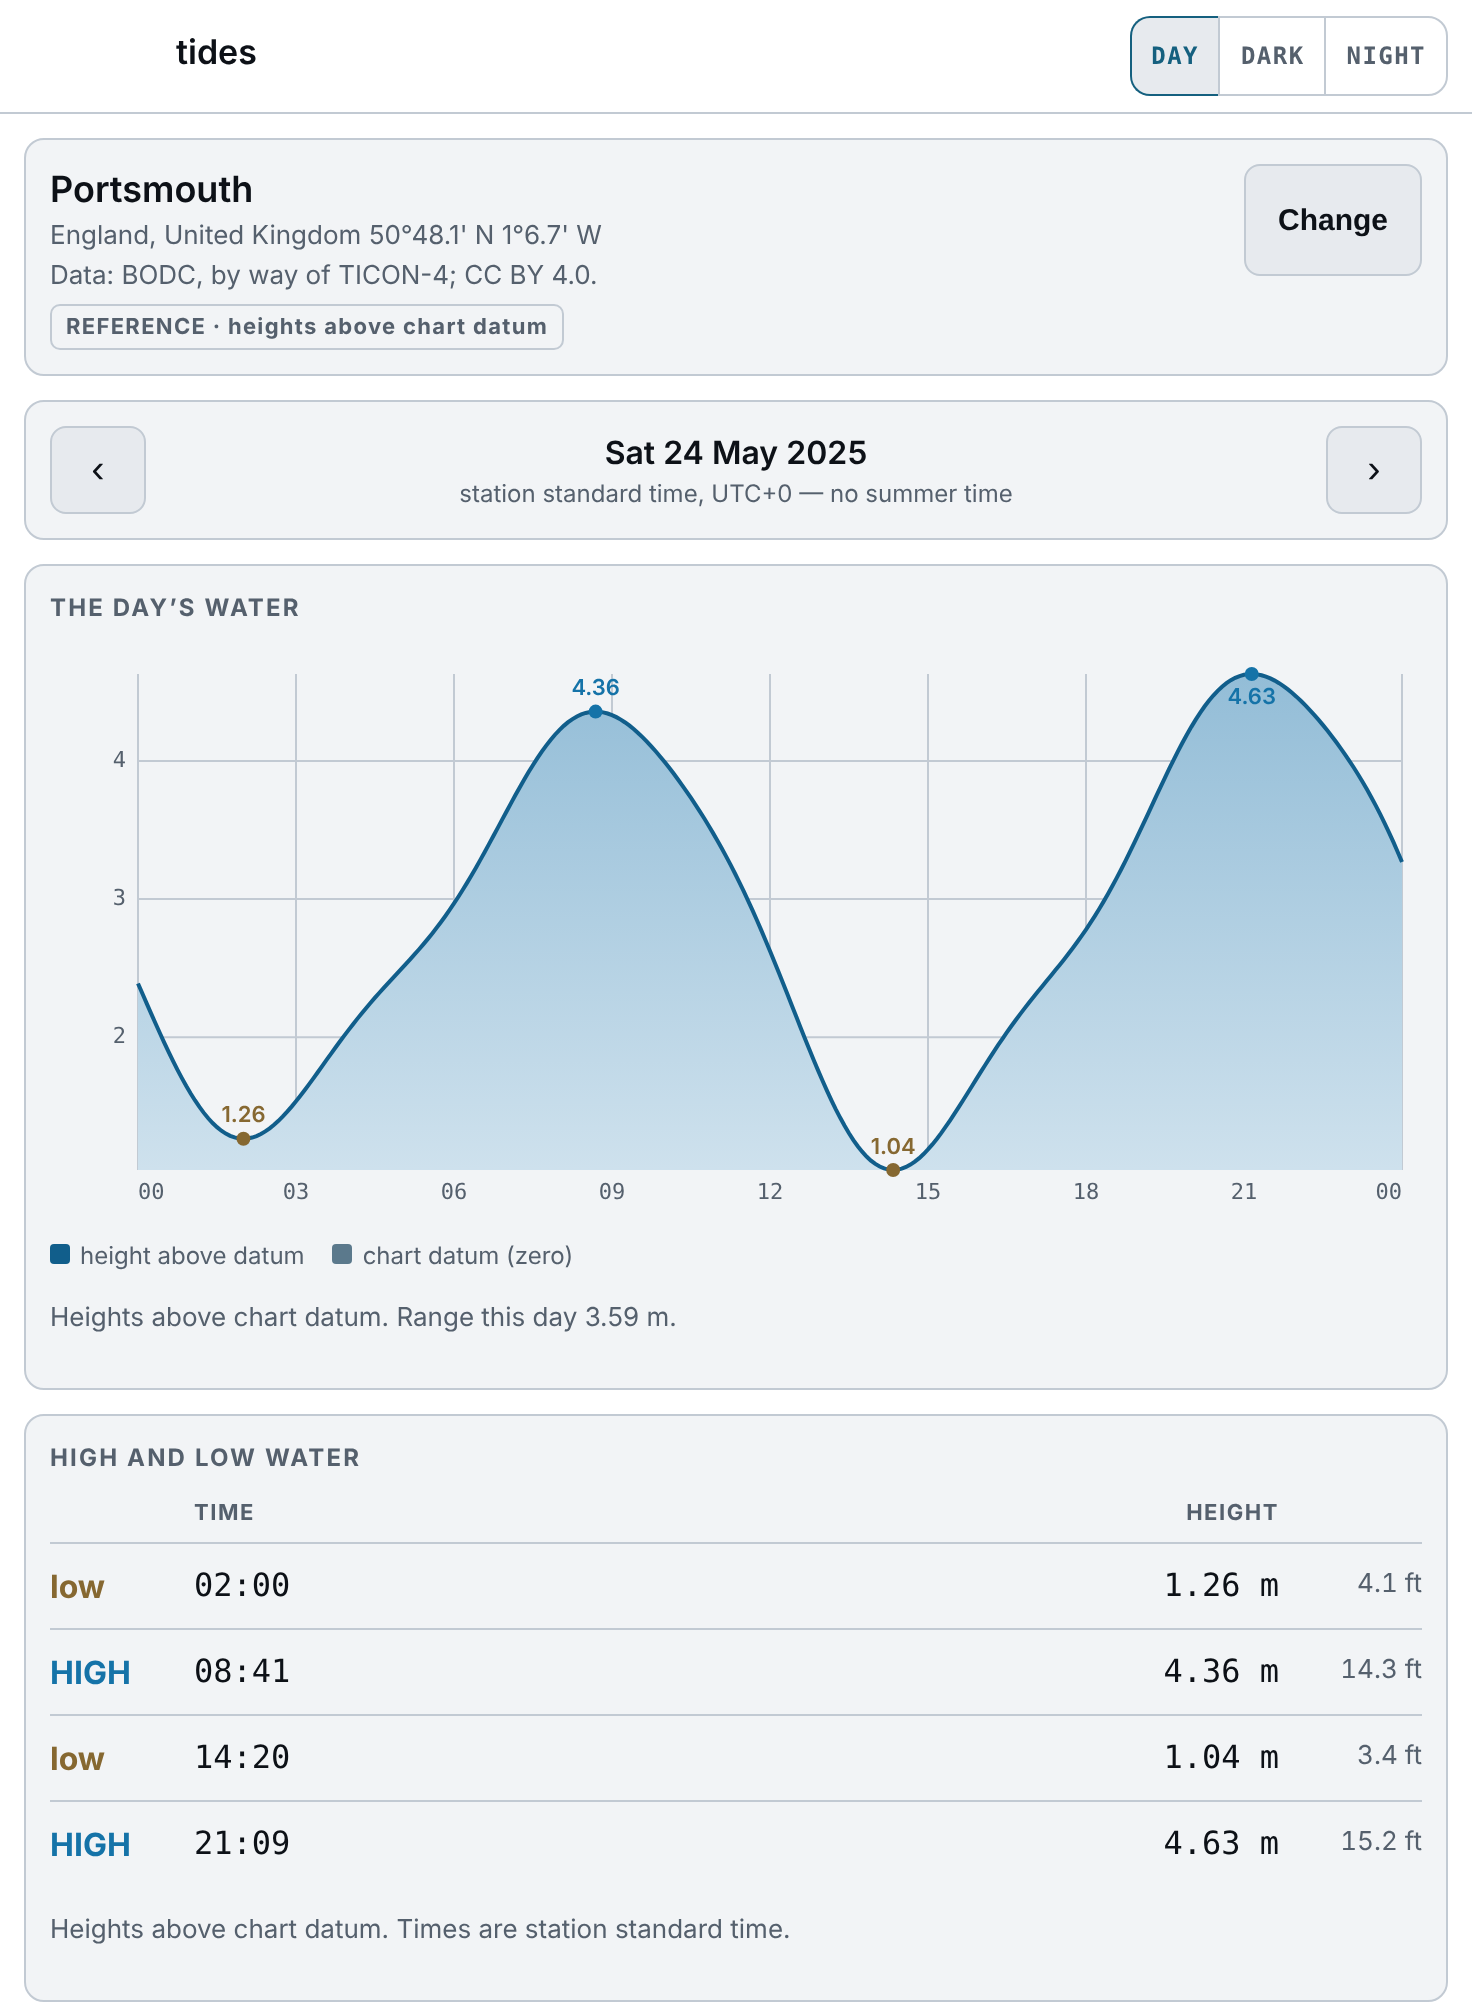 tides
DAY DARK NIGHT
Portsmouth
Change
England, United Kingdom 50°48.1' N 1°6.7' W
Data: BODC, by way of TICON-4; CC BY 4.0.
REFERENCE · heights above chart datum
‹
Sat 24 May 2025
›
station standard time, UTC+0 — no summer time
THE DAY’S WATER
4.36
4.63
4
3
2
1.26
1.04
00 03 06 09 12 15 18 21 00
height above datum chart datum (zero)
Heights above chart datum. Range this day 3.59 m.
HIGH AND LOW WATER
TIME HEIGHT
low 02:00 1.26 m 4.1 ft
HIGH 08:41 4.36 m 14.3 ft
low 14:20 1.04 m 3.4 ft
HIGH 21:09 4.63 m 15.2 ft
Heights above chart datum. Times are station standard time.